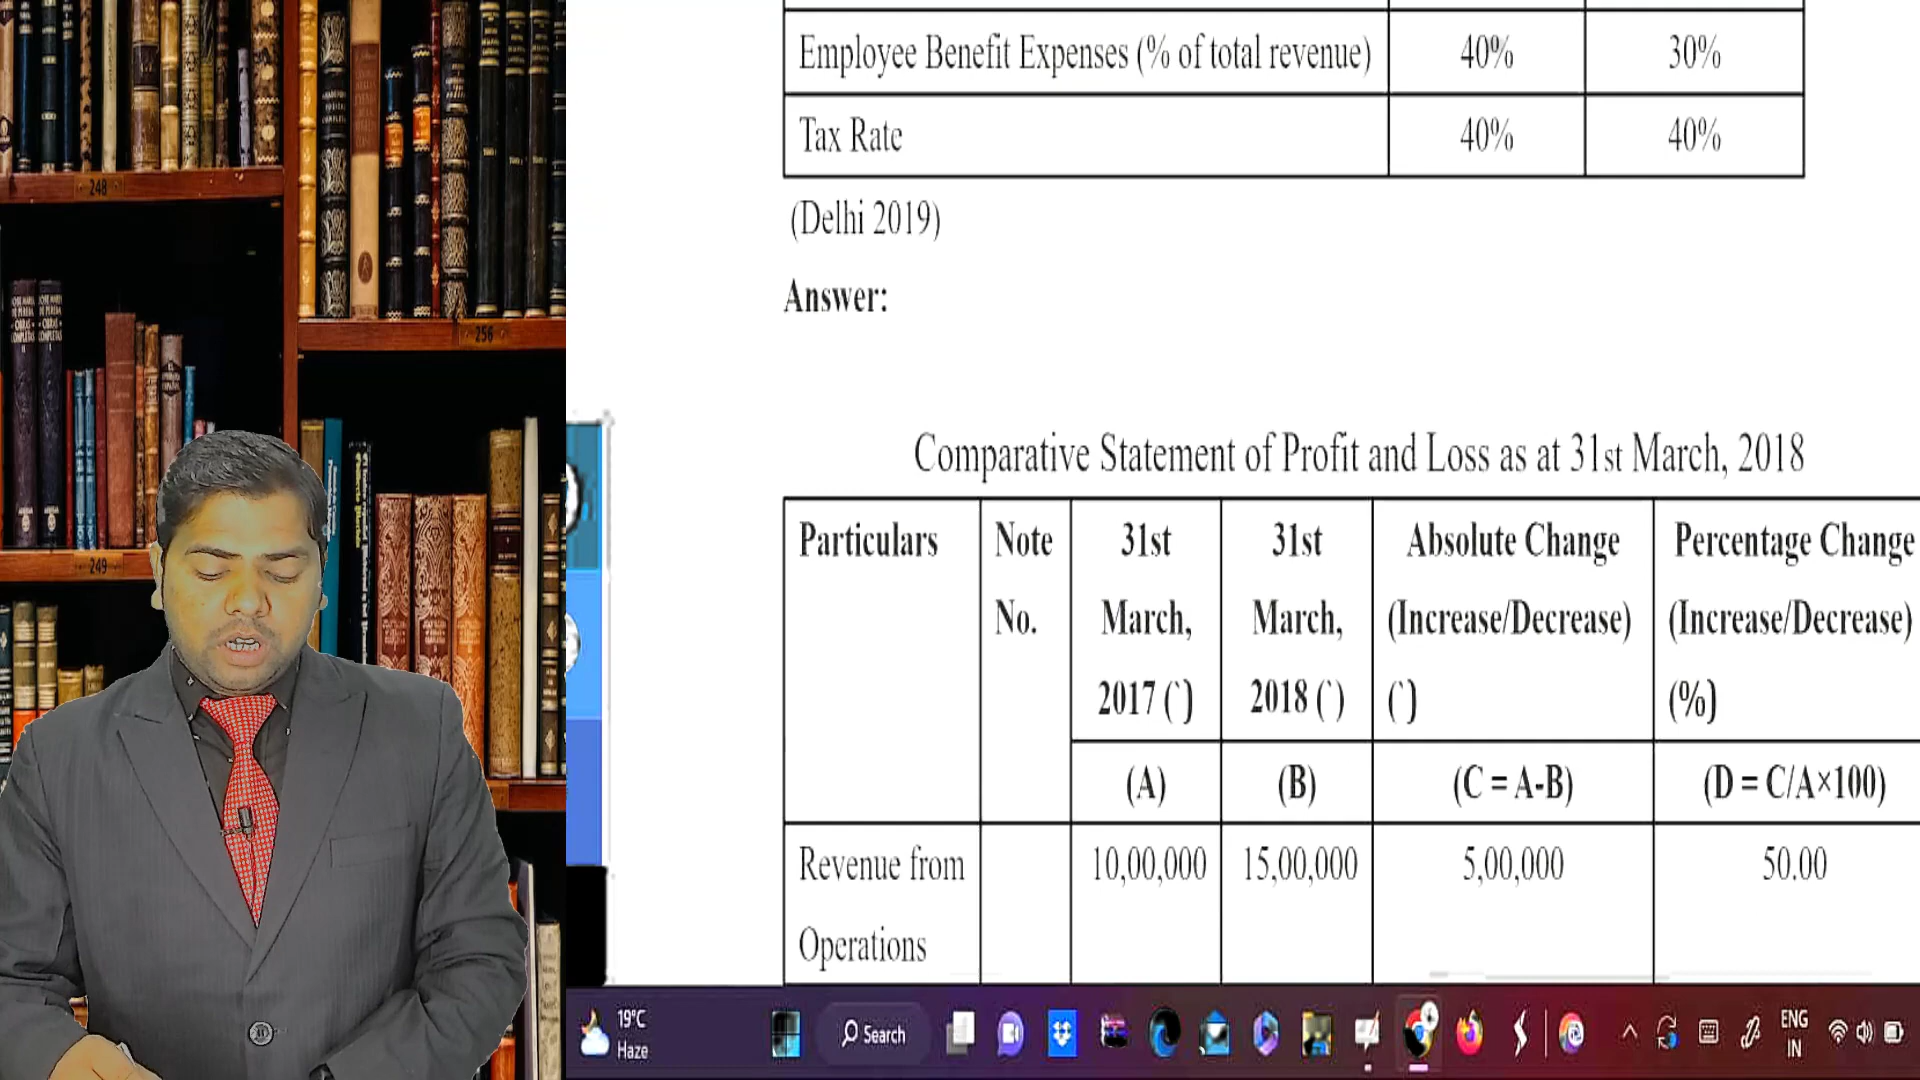 Employee Benefit Expenses (% of total revenue) 40% 30%
Tax Rate 40% 40%
(Delhi 2019)
Answer:
Comparative Statement of Profit and Loss as at 31st March, 2018
Particulars Note No. 31st March, 2017 (`) 31st March, 2018 (`) Absolute Change (Increase/Decrease) (`) Percentage Change (Increase/Decrease) (%)
(A) (B) (C = A-B) (D = C/A×100)
Revenue from Operations 10,00,000 15,00,000 5,00,000 50.00
248
256
249
19°C
Haze
Search
ENG
IN